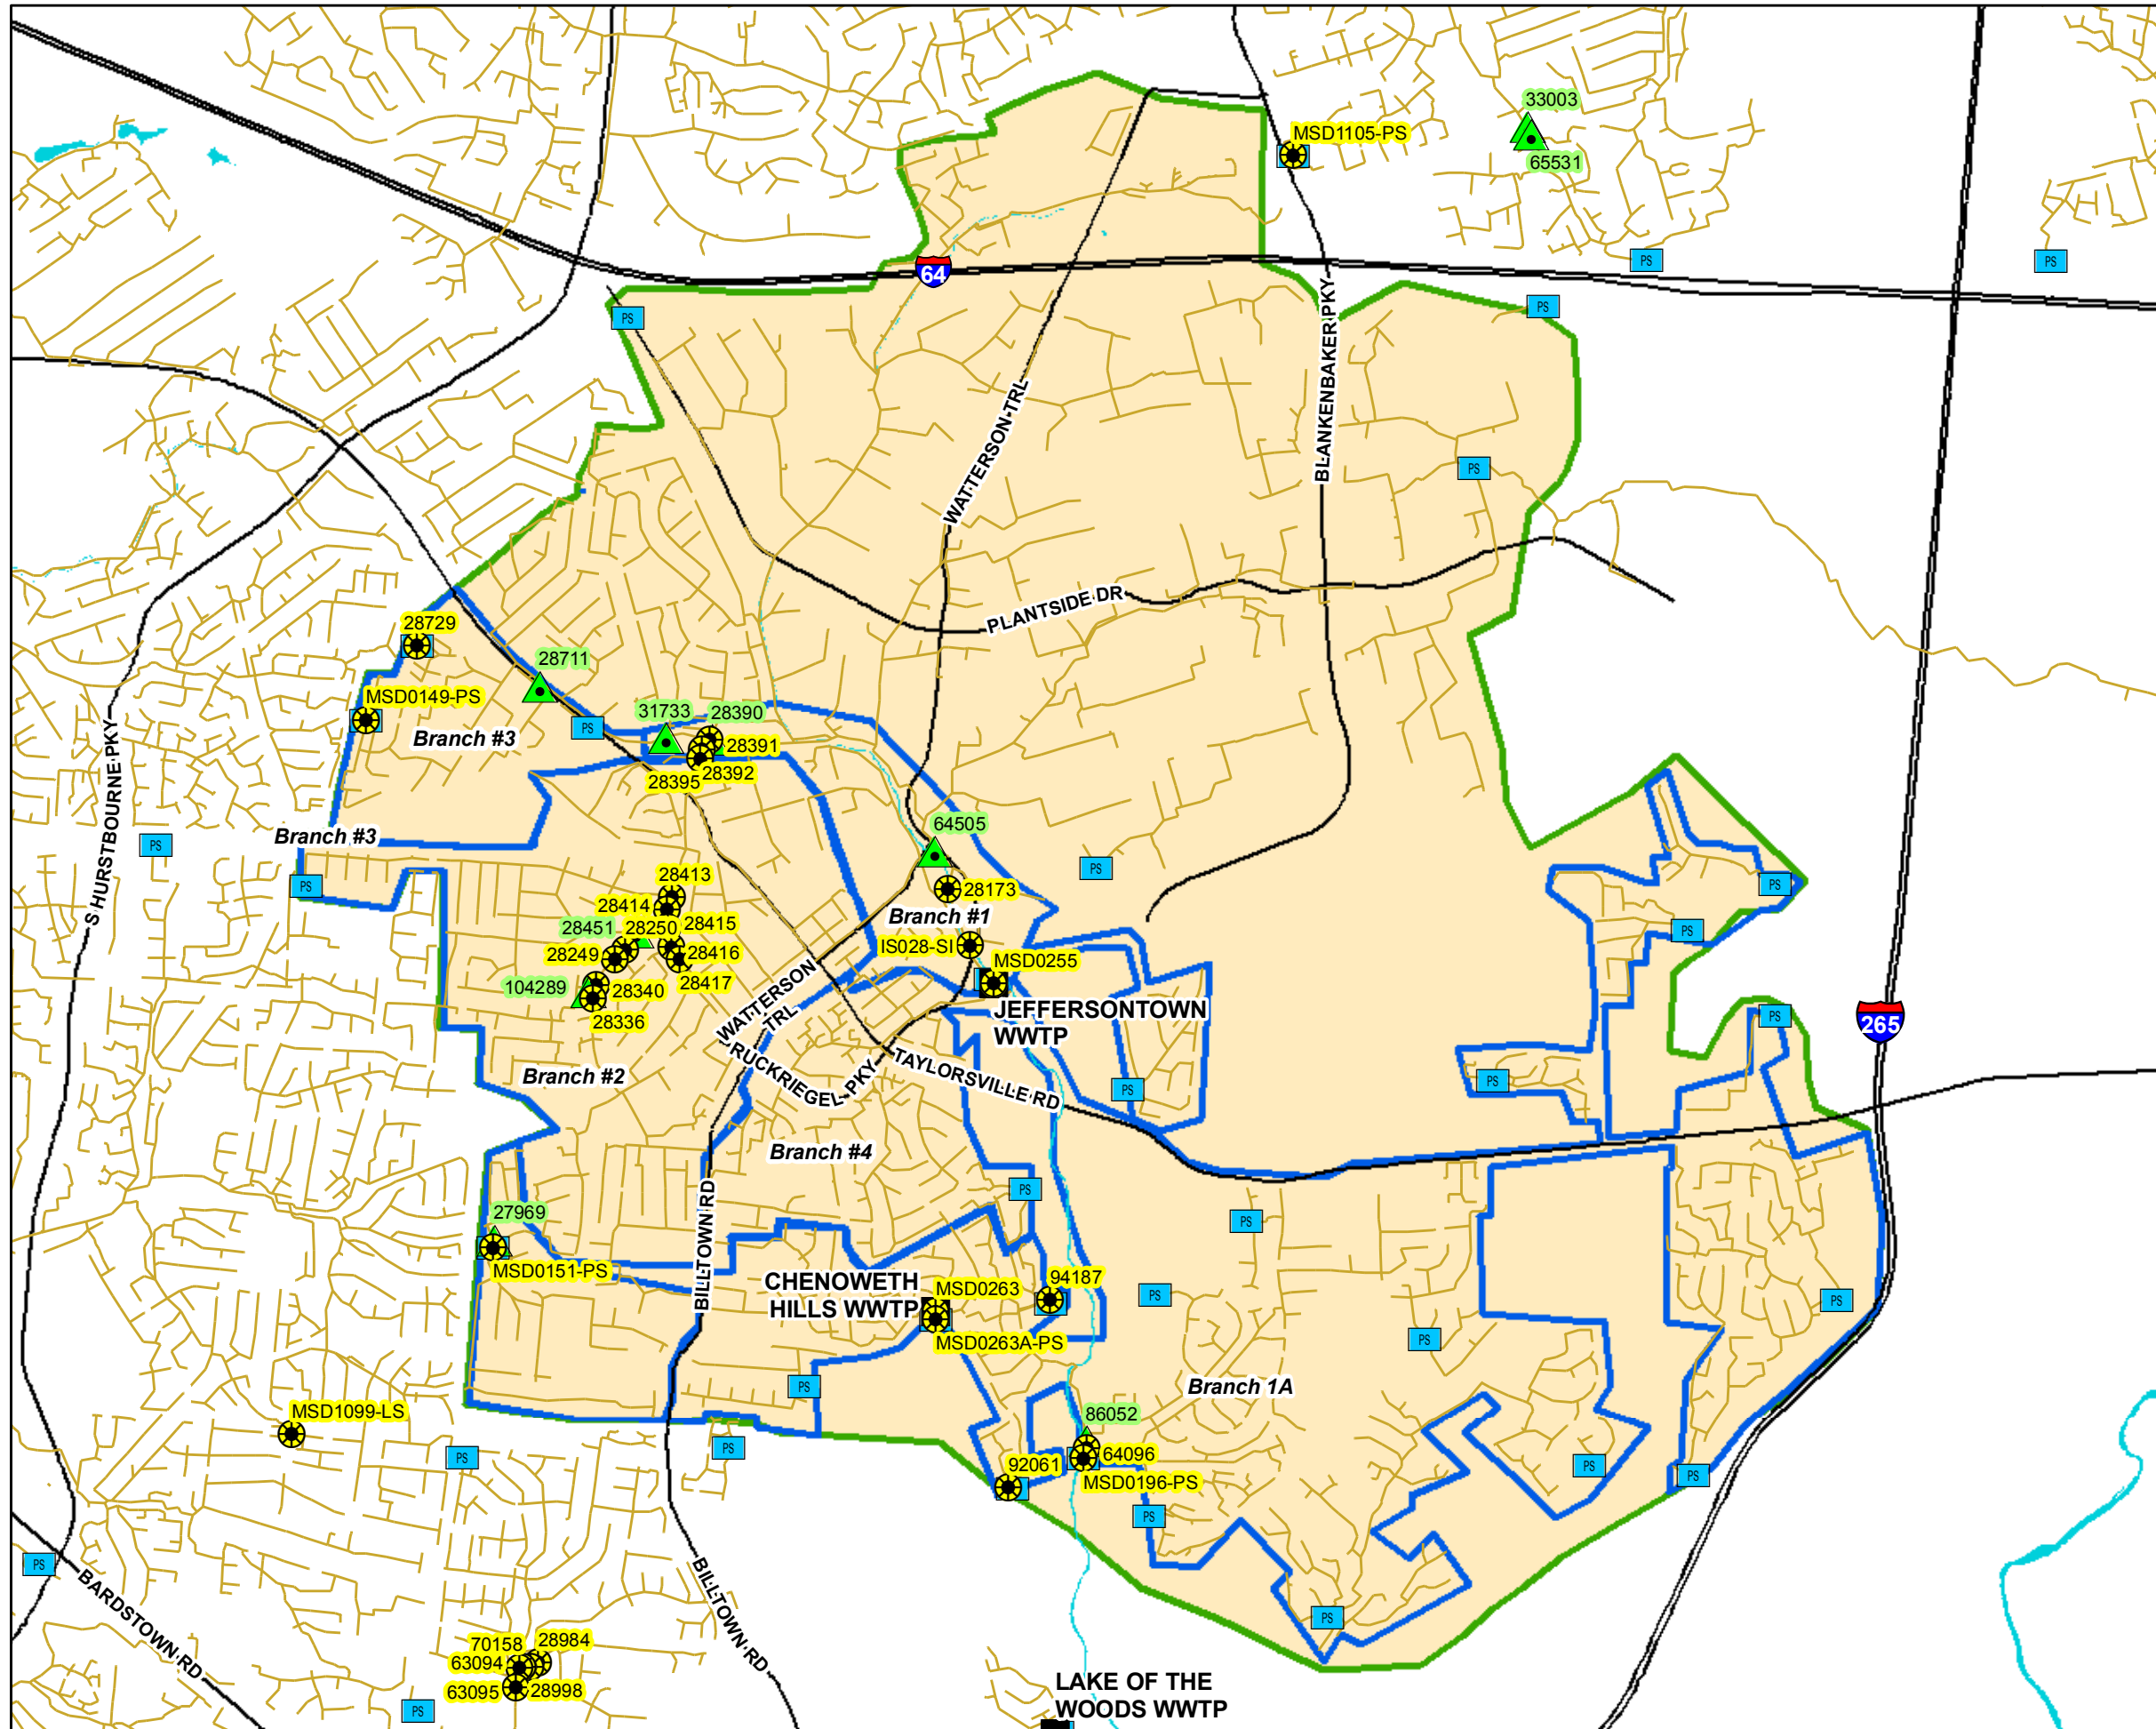 33003
MSD1105-PS
65531
PS
PS
64
PS
PS
BLANKENBAKER PKY
WATTERSON TRL
PS
PLANTSIDE DR
28729
28711
MSD0149-PS
31733
28390
PS
Branch #3
28391
28392
28395
S HURSTBOURNE PKY
64505
Branch #3
PS
PS
28413
PS
28173
PS
28414
Branch #1
28451
28250
28415
PS
IS028-SI
28249
28416
MSD0255
104289
28340
28417
WATTERSON
TRL
JEFFERSONTOWN
WWTP
28336
PS
265
RUCKRIEGEL PKY
TAYLORSVILLE RD
Branch #2
PS
PS
Branch #4
PS
27969
PS
BILLTOWN RD
MSD0151-PS
CHENOWETH
HILLS WWTP
MSD0263
94187
PS
PS
MSD0263A-PS
PS
PS
Branch 1A
MSD1099-LS
86052
PS
PS
64096
92061
PS
PS
MSD0196-PS
PS
PS
BARDSTOWN RD
BILLTOWN RD
PS
70158
28984
63094
63095
28998
PS
LAKE OF THE
WOODS WWTP